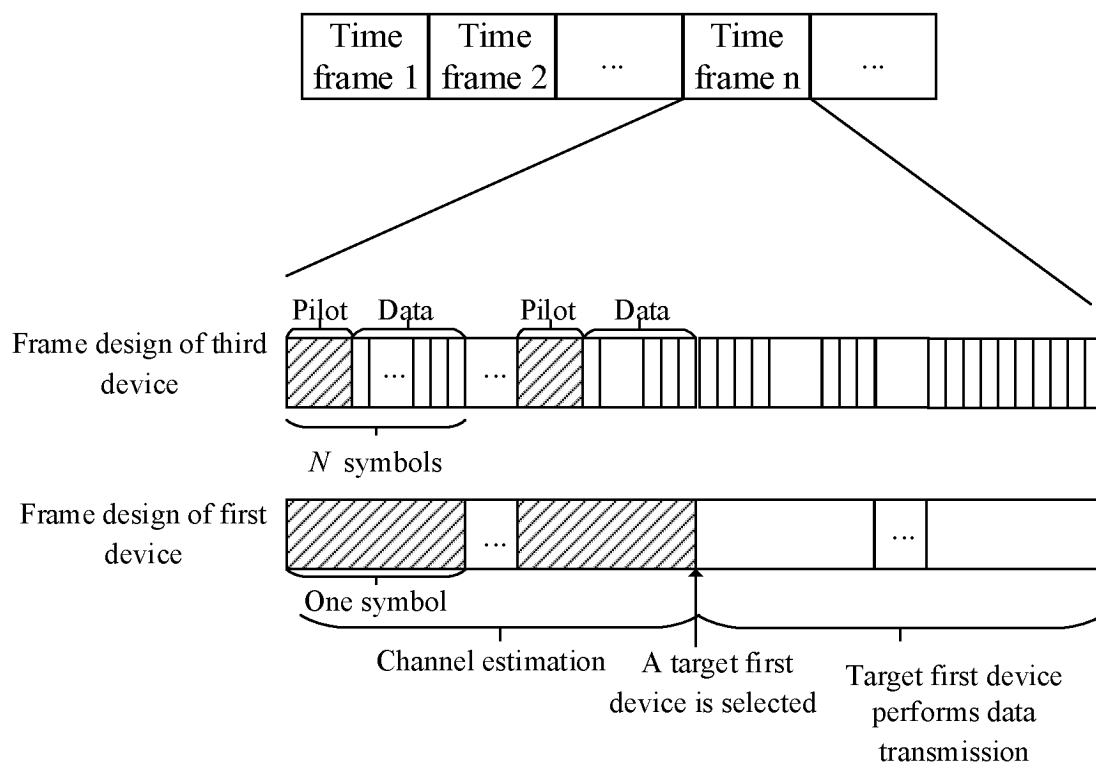 Time
frame 1
Time
frame 2
...
Time
frame n
...
Pilot
Data
Pilot
Data
Frame design of third
device
...
...
N symbols
Frame design of first
device
...
...
One symbol
Channel estimation
A target first
device is selected
Target first device
performs data
transmission